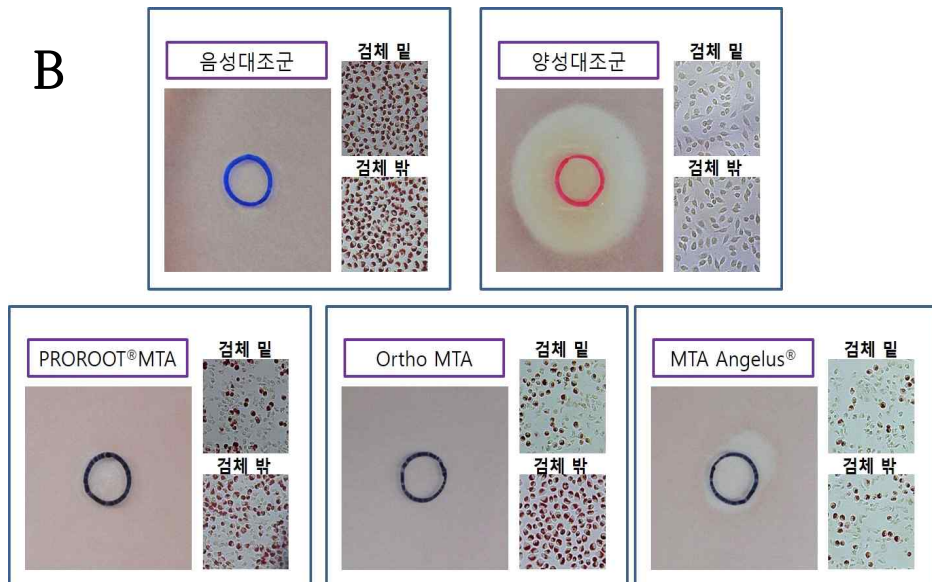 B
음성대조군
검체 밑
검체 밖
양성대조군
검체 밑
검체 밖
PROROOT®MTA
검체 밑
검체 밖
Ortho MTA
검체 밑
검체 밖
MTA Angelus®
검체 밑
검체 밖